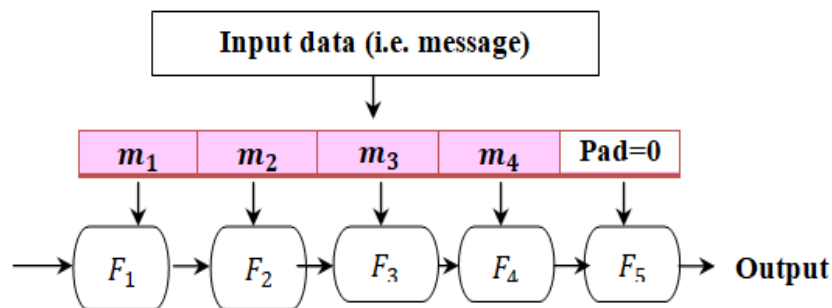 Input data (i.e. message)
m₁ m₂ m₃ m₄ Pad=0
F₁ F₂ F₃ F₄ F₅ Output